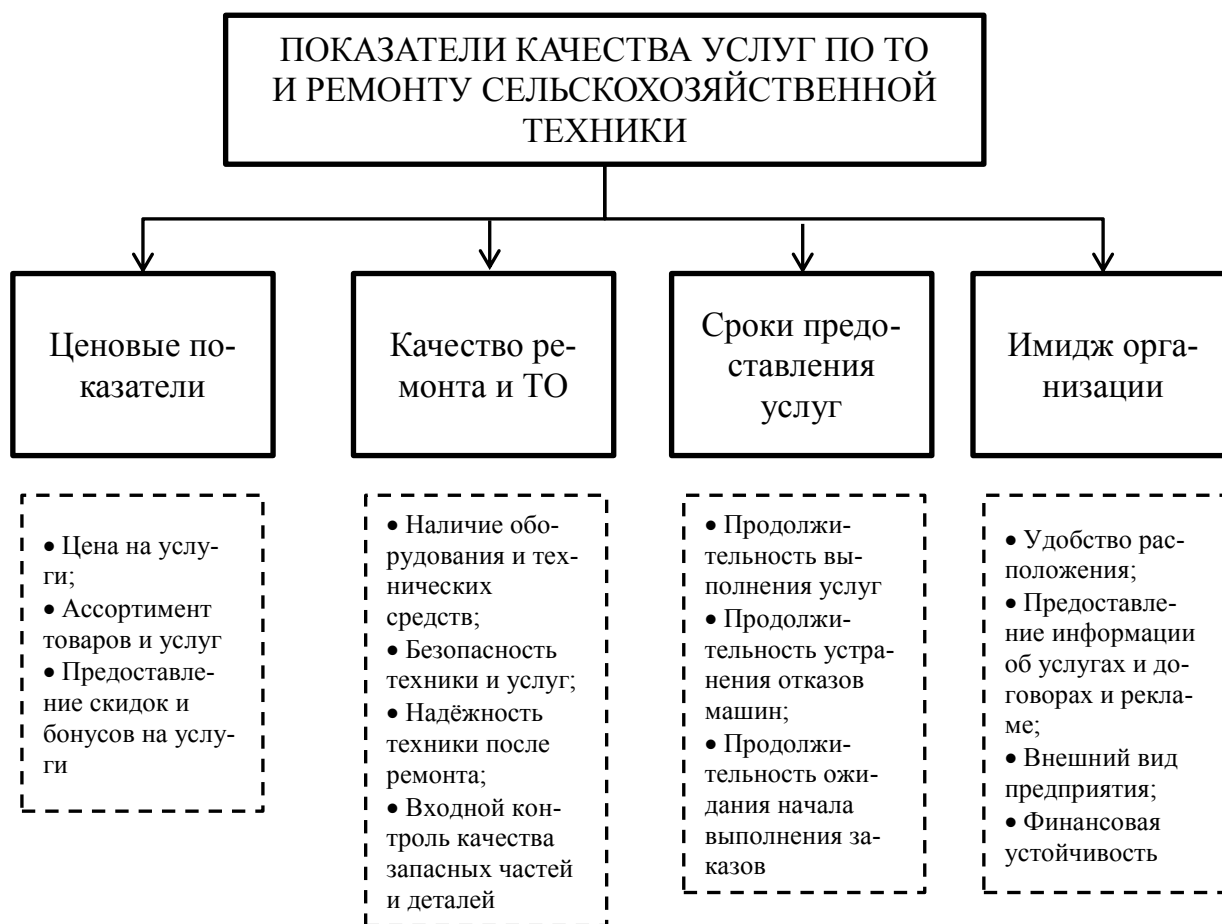 ПОКАЗАТЕЛИ КАЧЕСТВА УСЛУГ ПО ТО
И РЕМОНТУ СЕЛЬСКОХОЗЯЙСТВЕННОЙ
ТЕХНИКИ
Ценовые по-
казатели
Качество ре-
монта и ТО
Сроки предо-
ставления
услуг
Имидж орга-
низации
• Цена на услу-
ги;
• Ассортимент
товаров и услуг
• Предоставле-
ние скидок и
бонусов на услу-
ги
• Наличие обо-
рудования и тех-
нических
средств;
• Безопасность
техники и услуг;
• Надёжность
техники после
ремонта;
• Входной кон-
троль качества
запасных частей
и деталей
• Продолжи-
тельность вы-
полнения услуг
• Продолжи-
тельность устра-
нения отказов
машин;
• Продолжи-
тельность ожи-
дания начала
выполнения за-
казов
• Удобство рас-
положения;
• Предоставле-
ние информации
об услугах и до-
говорах и рекла-
ме;
• Внешний вид
предприятия;
• Финансовая
устойчивость